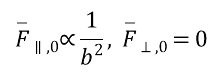 F̅ ∥,0 ∝ 1/b², F̅ ⊥,0 = 0